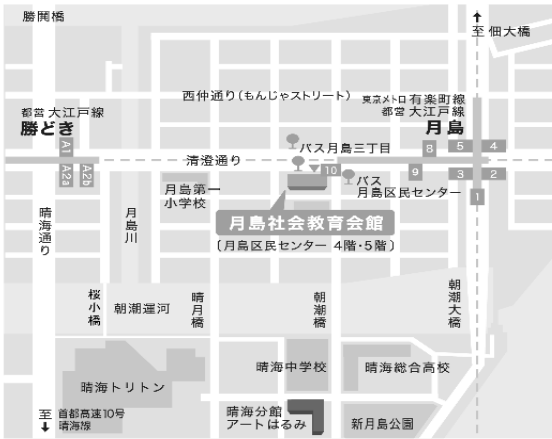 勝鬨橋
至 佃大橋
西仲通り(もんじゃストリート)
東京メトロ 有楽町線
都営 大江戸線
月島
都営 大江戸線
勝どき
A1
A2a
A2b
清澄通り
バス月島三丁目
8
5
4
10
9
3
2
1
バス
月島区民センター
月島第一
小学校
月島社会教育会館
〔月島区民センター 4階・5階〕
晴海通り
月島川
桜小橋
朝潮運河
晴月橋
朝潮橋
朝潮大橋
晴海トリトン
晴海中学校
晴海総合高校
晴海分館
アートはるみ
新月島公園
至 首都高速10号
晴海線